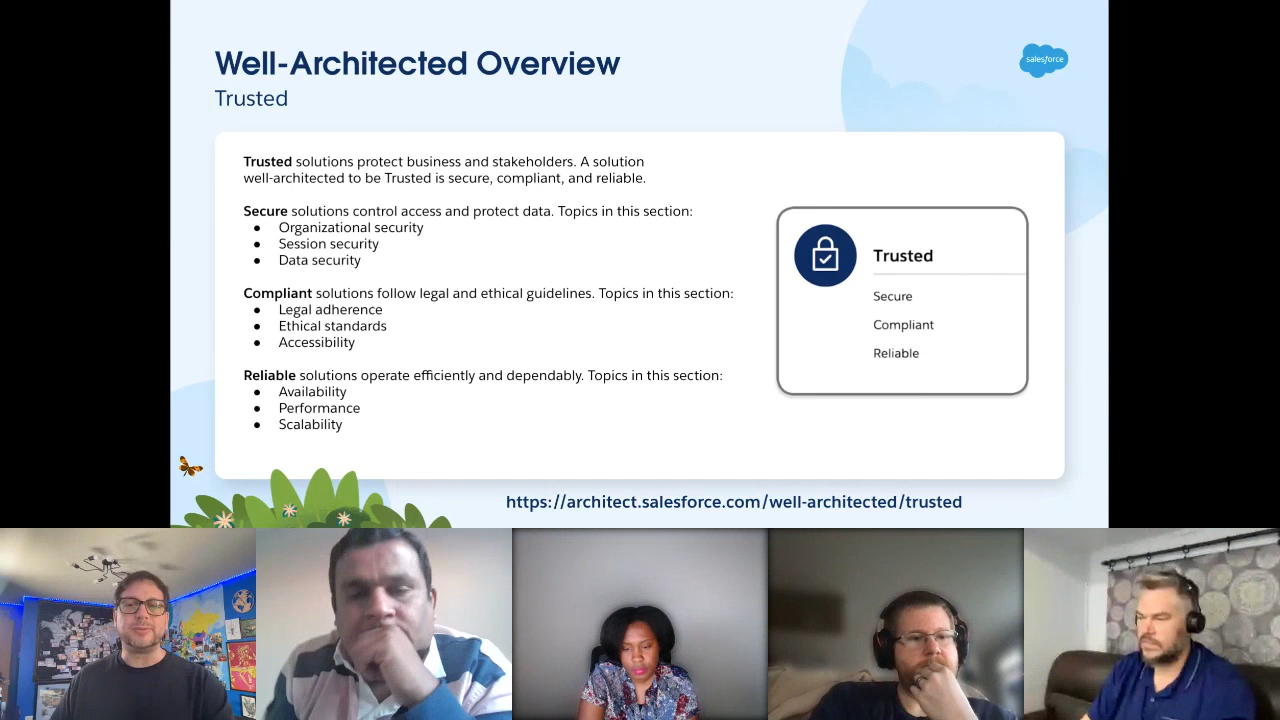 Well-Architected Overview
Trusted
salesforce
Trusted solutions protect business and stakeholders. A solution
well-architected to be Trusted is secure, compliant, and reliable.
Secure solutions control access and protect data. Topics in this section:
● Organizational security
● Session security
● Data security
Compliant solutions follow legal and ethical guidelines. Topics in this section:
● Legal adherence
● Ethical standards
● Accessibility
Reliable solutions operate efficiently and dependably. Topics in this section:
● Availability
● Performance
● Scalability
Trusted
Secure
Compliant
Reliable
https://architect.salesforce.com/well-architected/trusted